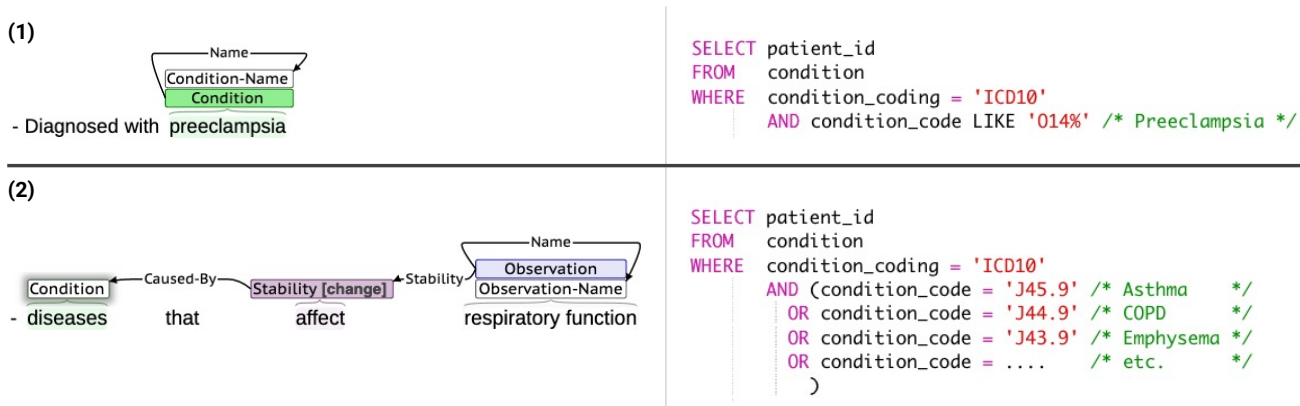 (1)
Name
Condition-Name
Condition
- Diagnosed with preeclampsia
SELECT patient_id
FROM condition
WHERE condition_coding = 'ICD10'
AND condition_code LIKE 'O14%' /* Preeclampsia */
(2)
Name
Observation
Condition Caused-By Stability [change] Stability Observation-Name
- diseases that affect respiratory function
SELECT patient_id
FROM condition
WHERE condition_coding = 'ICD10'
AND (condition_code = 'J45.9' /* Asthma */
OR condition_code = 'J44.9' /* COPD */
OR condition_code = 'J43.9' /* Emphysema */
OR condition_code = .... /* etc. */
)